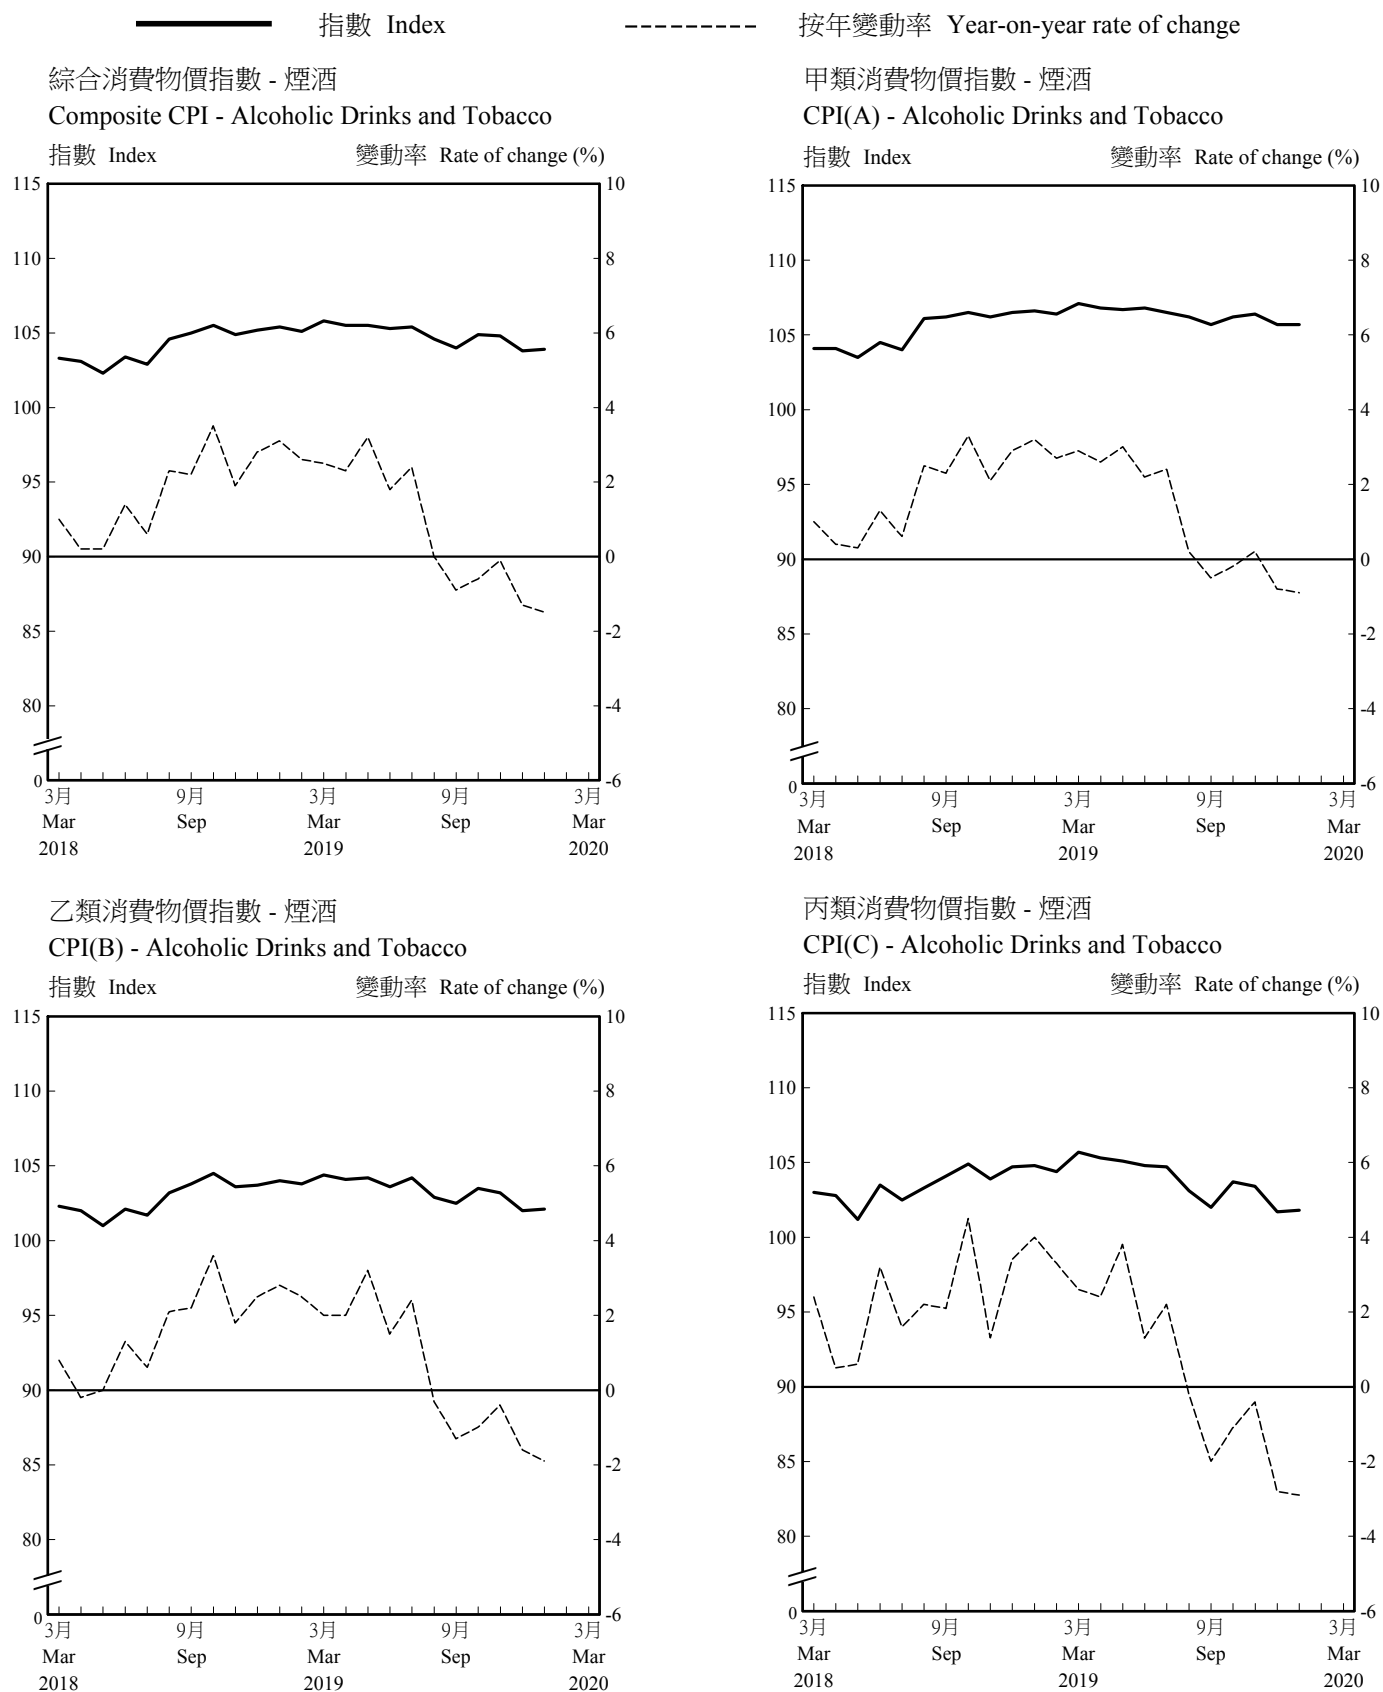 指數 Index
按年變動率 Year-on-year rate of change
綜合消費物價指數 - 煙酒
Composite CPI - Alcoholic Drinks and Tobacco
指數 Index
變動率 Rate of change (%)
115
110
105
100
95
90
85
80
0
10
8
6
4
2
0
-2
-4
-6
3月
9月
3月
9月
3月
Mar
Sep
Mar
Sep
Mar
2018
2019
2020
甲類消費物價指數 - 煙酒
CPI(A) - Alcoholic Drinks and Tobacco
指數 Index
變動率 Rate of change (%)
115
110
105
100
95
90
85
80
0
10
8
6
4
2
0
-2
-4
-6
3月
9月
3月
9月
3月
Mar
Sep
Mar
Sep
Mar
2018
2019
2020
乙類消費物價指數 - 煙酒
CPI(B) - Alcoholic Drinks and Tobacco
指數 Index
變動率 Rate of change (%)
115
110
105
100
95
90
85
80
0
10
8
6
4
2
0
-2
-4
-6
3月
9月
3月
9月
3月
Mar
Sep
Mar
Sep
Mar
2018
2019
2020
丙類消費物價指數 - 煙酒
CPI(C) - Alcoholic Drinks and Tobacco
指數 Index
變動率 Rate of change (%)
115
110
105
100
95
90
85
80
0
10
8
6
4
2
0
-2
-4
-6
3月
9月
3月
9月
3月
Mar
Sep
Mar
Sep
Mar
2018
2019
2020